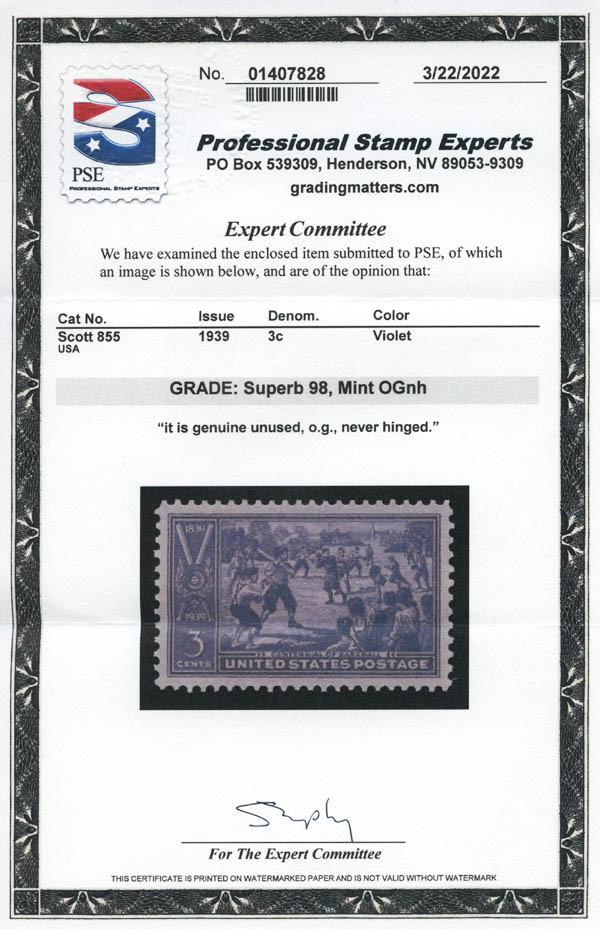 No. 01407828 3/22/2022
PSE
PROFESSIONAL STAMP EXPERTS
Professional Stamp Experts
PO Box 539309, Henderson, NV 89053-9309
gradingmatters.com
Expert Committee
We have examined the enclosed item submitted to PSE, of which
an image is shown below, and are of the opinion that:
Cat No. Issue Denom. Color
Scott 855 1939 3c Violet
USA
GRADE: Superb 98, Mint OGnh
“it is genuine unused, o.g., never hinged.”
1839
1939
3
CENTS
CENTENNIAL OF BASEBALL
UNITED STATES POSTAGE
For The Expert Committee
THIS CERTIFICATE IS PRINTED ON WATERMARKED PAPER AND IS NOT VALID WITHOUT WATERMARK